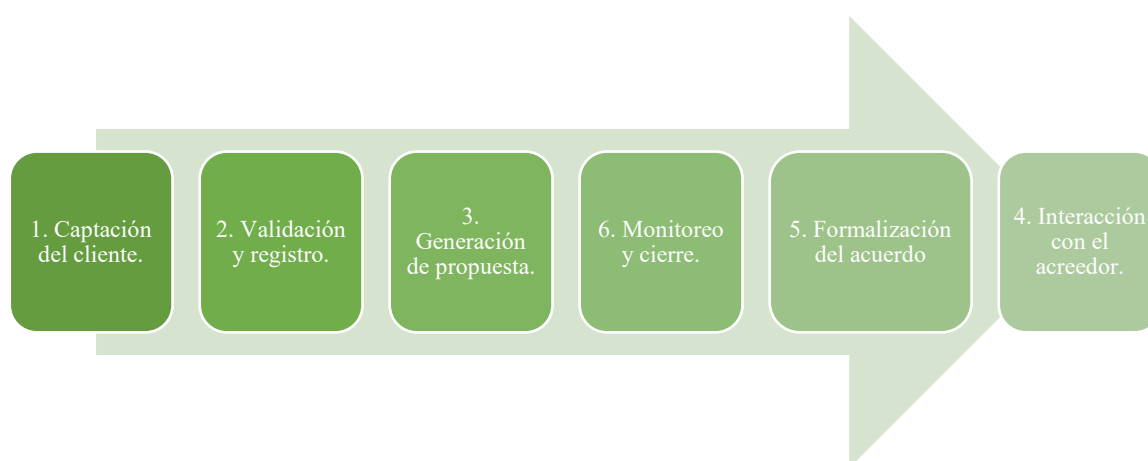 1. Captación
del cliente.
2. Validación
y registro.
3.
Generación
de propuesta.
6. Monitoreo
y cierre.
5. Formalización
del acuerdo
4. Interacción
con el
acreedor.